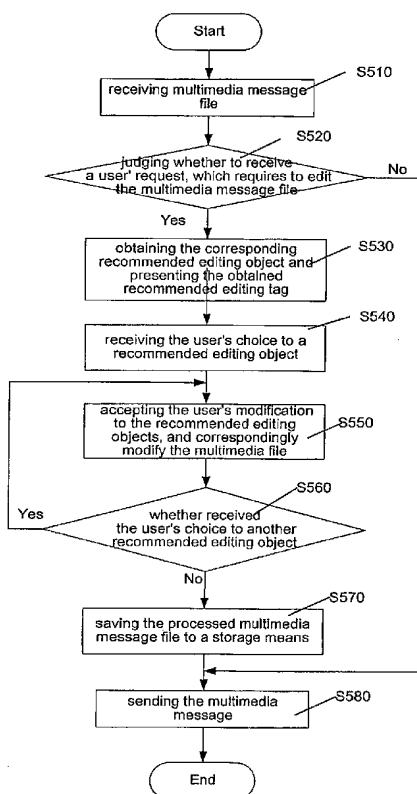 Start
S510
receiving multimedia message
file
S520
judging whether to receive
a user' request, which requires to edit
the multimedia message file
No
Yes
S530
obtaining the corresponding
recommended editing object and
presenting the obtained
recommended editing tag
S540
receiving the user's choice to a
recommended editing object
accepting the user's modification
to the recommended editing
objects, and correspondingly
modify the multimedia file
S550
S560
whether received
the user's choice to another
recommended editing object
Yes
No
S570
saving the processed multimedia
message file to a storage means
sending the multimedia
message
S580
End